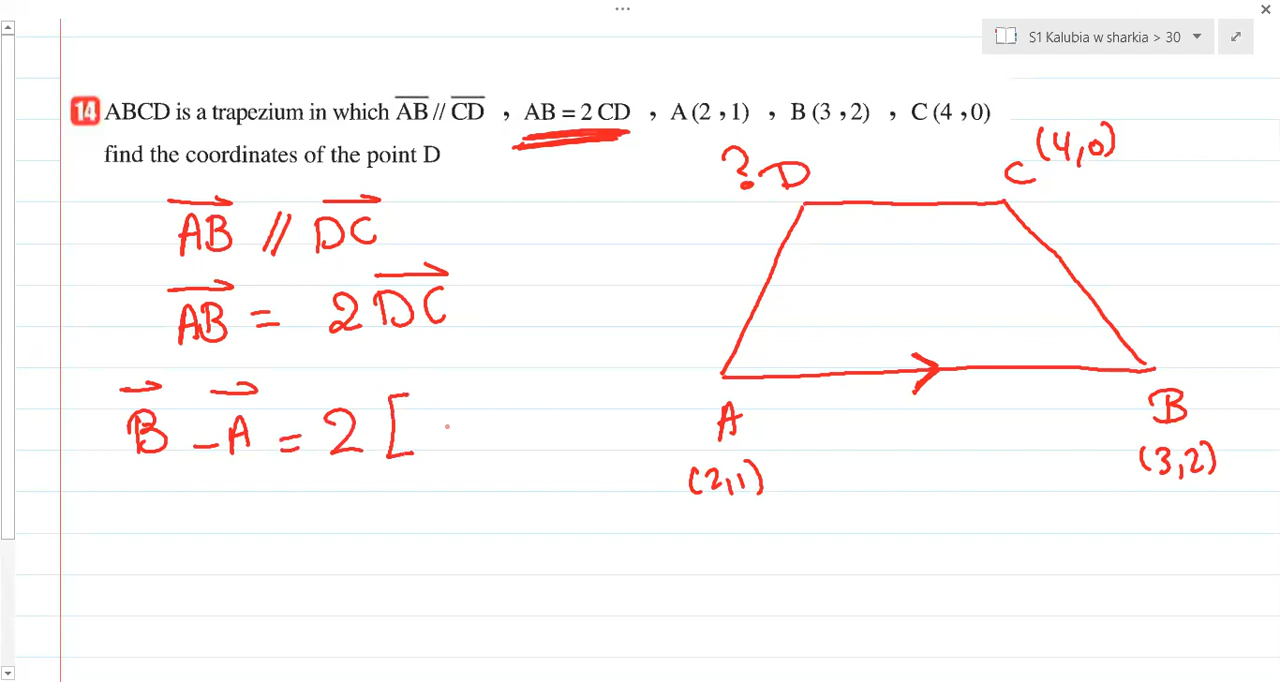 ...
S1 Kalubia w sharkia > 30
14 ABCD is a trapezium in which AB // CD , AB = 2 CD , A (2 , 1) , B (3 , 2) , C (4 , 0)
find the coordinates of the point D
? D
C (4,0)
AB // DC
AB = 2 DC
B - A = 2 [
A
(2,1)
B
(3,2)